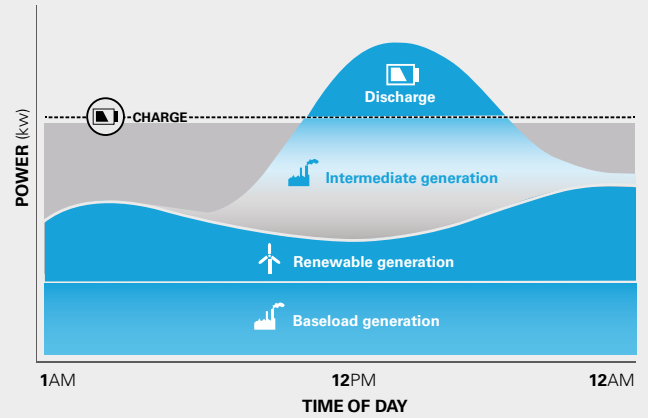 Discharge
CHARGE
POWER (kw)
Intermediate generation
Renewable generation
Baseload generation
1AM 12PM 12AM
TIME OF DAY